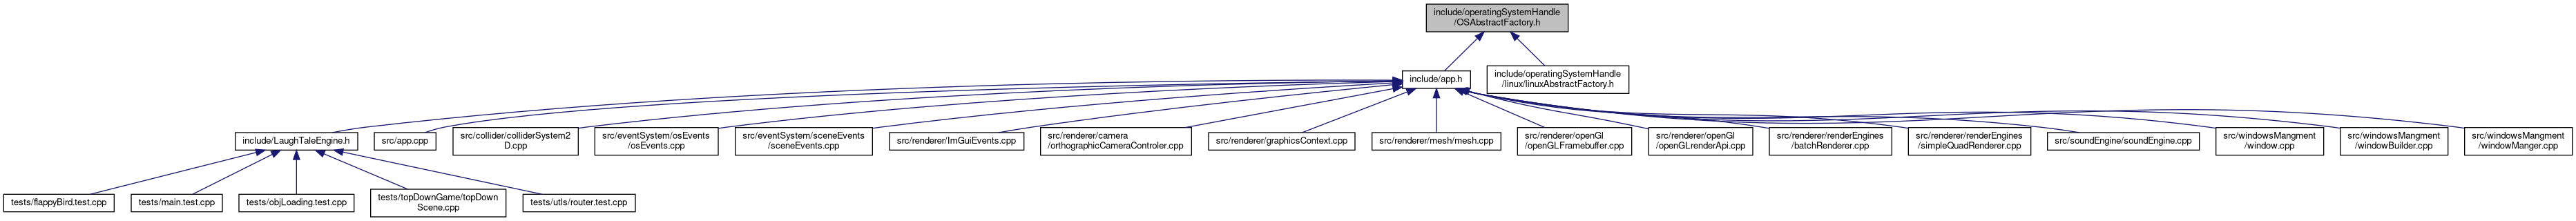 include/operatingSystemHandle
/OSAbstractFactory.h
include/app.h
include/operatingSystemHandle
/linux/linuxAbstractFactory.h
include/LaughTaleEngine.h
src/app.cpp
src/collider/colliderSystem2
D.cpp
src/eventSystem/osEvents
/osEvents.cpp
src/eventSystem/sceneEvents
/sceneEvents.cpp
src/renderer/ImGuiEvents.cpp
src/renderer/camera
/orthographicCameraControler.cpp
src/renderer/graphicsContext.cpp
src/renderer/mesh/mesh.cpp
src/renderer/openGl
/openGLFramebuffer.cpp
src/renderer/openGl
/openGLrenderApi.cpp
src/renderer/renderEngines
/batchRenderer.cpp
src/renderer/renderEngines
/simpleQuadRenderer.cpp
src/soundEngine/soundEngine.cpp
src/windowsMangment
/window.cpp
src/windowsMangment
/windowBuilder.cpp
src/windowsMangment
/windowManger.cpp
tests/flappyBird.test.cpp
tests/main.test.cpp
tests/objLoading.test.cpp
tests/topDownGame/topDown
Scene.cpp
tests/utls/router.test.cpp